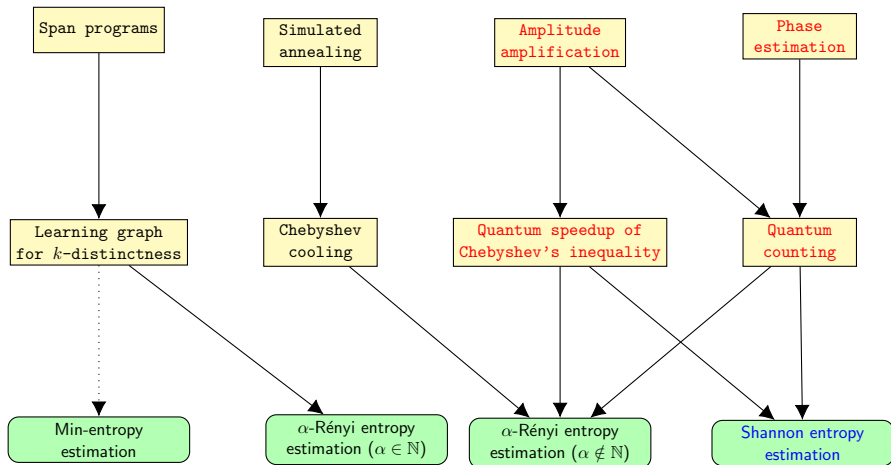 Span programs
Simulated
annealing
Amplitude
amplification
Phase
estimation
Learning graph
for k-distinctness
Chebyshev
cooling
Quantum speedup of
Chebyshev's inequality
Quantum
counting
Min-entropy
estimation
α-Rényi entropy
estimation (α ∈ ℕ)
α-Rényi entropy
estimation (α ∉ ℕ)
Shannon entropy
estimation